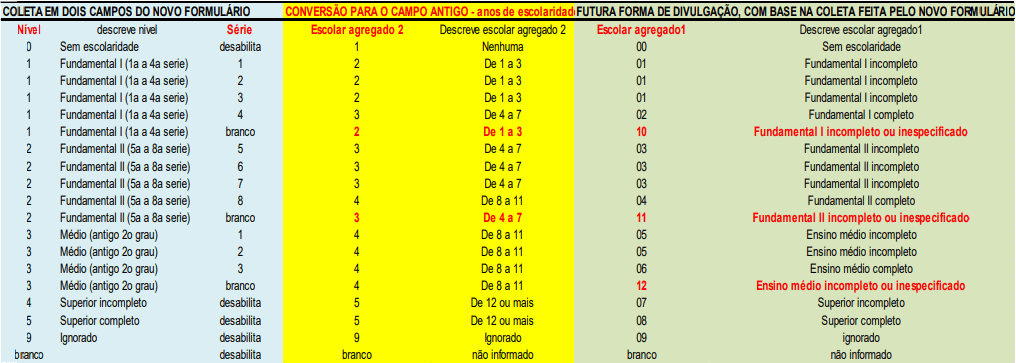 COLETA EM DOIS CAMPOS DO NOVO FORMULÁRIO CONVERSÃO PARA O CAMPO ANTIGO - anos de escolaridad FUTURA FORMA DE DIVULGAÇÃO, COM BASE NA COLETA FEITA PELO NOVO FORMULÁRIO
Nível descreve nível Série Escolar agregado 2 Descreve escolar agregado 2 Escolar agregado1 Descreve escolar agregado1
0 Sem escolaridade desabilita 1 Nenhuma 00 Sem escolaridade
1 Fundamental I (1a a 4a serie) 1 2 De 1 a 3 01 Fundamental I incompleto
1 Fundamental I (1a a 4a serie) 2 2 De 1 a 3 01 Fundamental I incompleto
1 Fundamental I (1a a 4a serie) 3 2 De 1 a 3 01 Fundamental I incompleto
1 Fundamental I (1a a 4a serie) 4 3 De 4 a 7 02 Fundamental I completo
1 Fundamental I (1a a 4a serie) branco 2 De 1 a 3 10 Fundamental I incompleto ou inespecificado
2 Fundamental II (5a a 8a serie) 5 3 De 4 a 7 03 Fundamental II incompleto
2 Fundamental II (5a a 8a serie) 6 3 De 4 a 7 03 Fundamental II incompleto
2 Fundamental II (5a a 8a serie) 7 3 De 4 a 7 03 Fundamental II incompleto
2 Fundamental II (5a a 8a serie) 8 4 De 8 a 11 04 Fundamental II completo
2 Fundamental II (5a a 8a serie) branco 3 De 4 a 7 11 Fundamental II incompleto ou inespecificado
3 Médio (antigo 2o grau) 1 4 De 8 a 11 05 Ensino médio incompleto
3 Médio (antigo 2o grau) 2 4 De 8 a 11 05 Ensino médio incompleto
3 Médio (antigo 2o grau) 3 4 De 8 a 11 06 Ensino médio completo
3 Médio (antigo 2o grau) branco 4 De 8 a 11 12 Ensino médio incompleto ou inespecificado
4 Superior incompleto desabilita 5 De 12 ou mais 07 Superior incompleto
5 Superior completo desabilita 5 De 12 ou mais 08 Superior completo
9 Ignorado desabilita 9 Ignorado 09 ignorado
branco desabilita branco não informado branco não informado